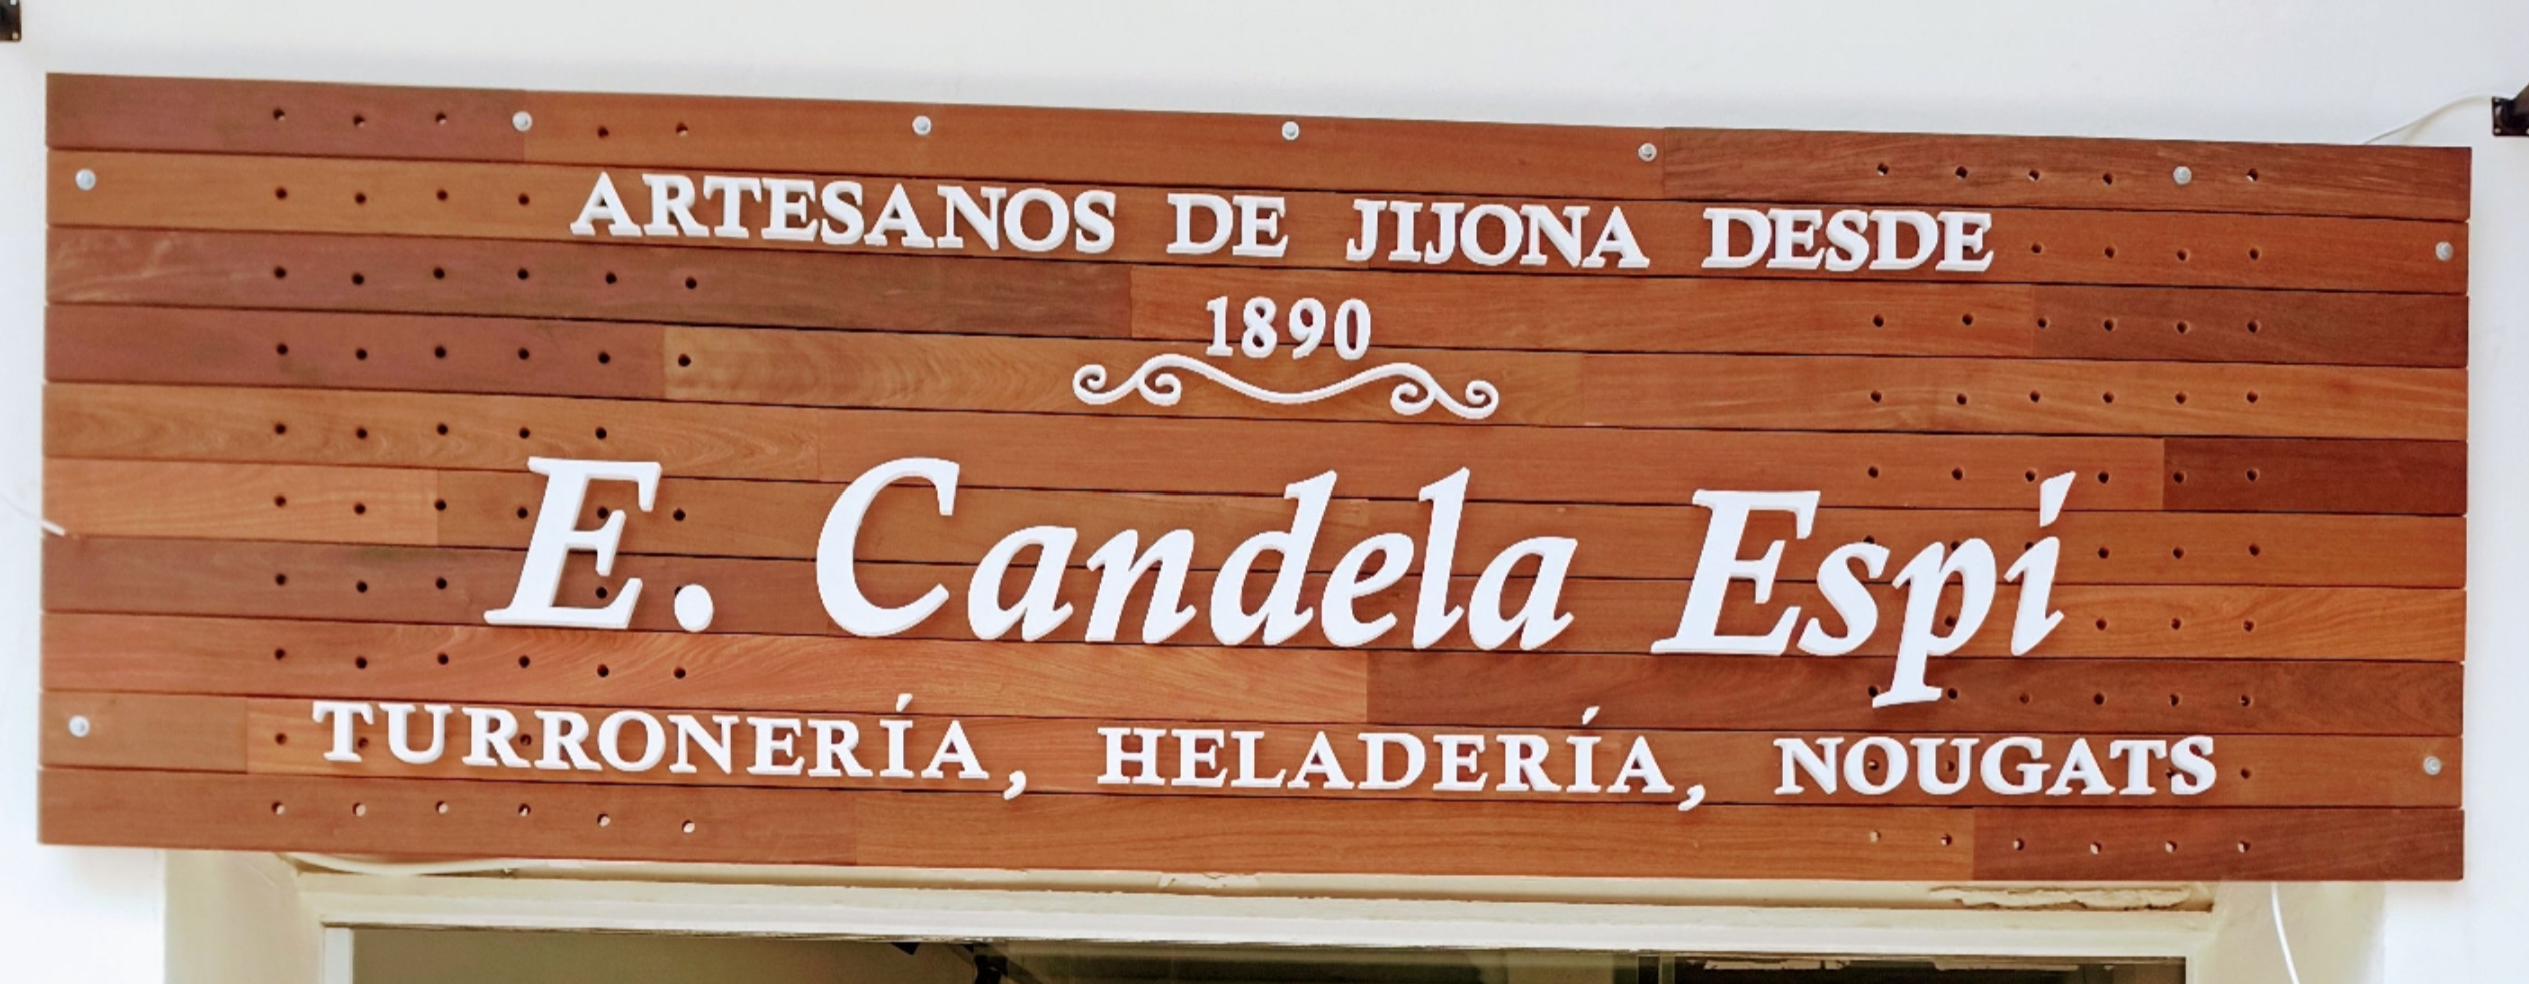 ARTESANOS DE JIJONA DESDE
1890
E. Candela Espí
TURRONERÍA, HELADERÍA, NOUGATS